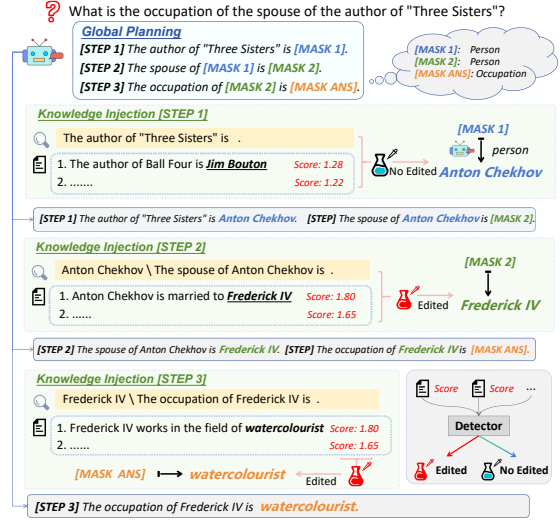 What is the occupation of the spouse of the author of "Three Sisters"?
Global Planning
[STEP 1] The author of "Three Sisters" is [MASK 1].
[STEP 2] The spouse of [MASK 1] is [MASK 2].
[STEP 3] The occupation of [MASK 2] is [MASK ANS].
[MASK 1]: Person
[MASK 2]: Person
[MASK ANS]: Occupation
Knowledge Injection [STEP 1]
The author of "Three Sisters" is .
1. The author of Ball Four is Jim Bouton Score: 1.28
2. ....... Score: 1.22
No Edited
[MASK 1]
person
Anton Chekhov
[STEP 1] The author of "Three Sisters" is Anton Chekhov. [STEP] The spouse of Anton Chekhov is [MASK 2].
Knowledge Injection [STEP 2]
Anton Chekhov \ The spouse of Anton Chekhov is .
1. Anton Chekhov is married to Frederick IV Score: 1.80
2. ...... Score: 1.65
Edited
[MASK 2]
Frederick IV
[STEP 2] The spouse of Anton Chekhov is Frederick IV. [STEP] The occupation of Frederick IV is [MASK ANS].
Knowledge Injection [STEP 3]
Frederick IV \ The occupation of Frederick IV is .
1. Frederick IV works in the field of watercolourist Score: 1.80
2. ...... Score: 1.65
[MASK ANS] watercolourist
Edited
Score Score ...
Detector
Edited No Edited
[STEP 3] The occupation of Frederick IV is watercolourist.